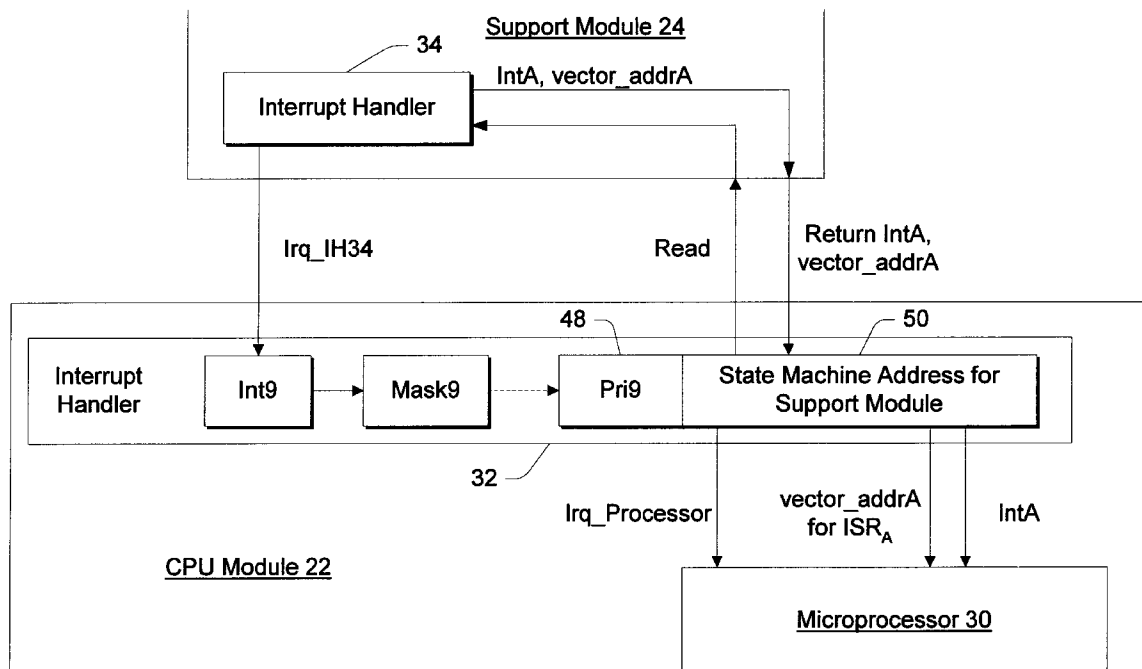 Support Module 24
34
IntA, vector_addrA
Interrupt Handler
Irq_IH34
Read
Return IntA,
vector_addrA
48
50
Interrupt
Handler
Int9
Mask9
Pri9
State Machine Address for
Support Module
32
Irq_Processor
vector_addrA
for ISRA
IntA
CPU Module 22
Microprocessor 30